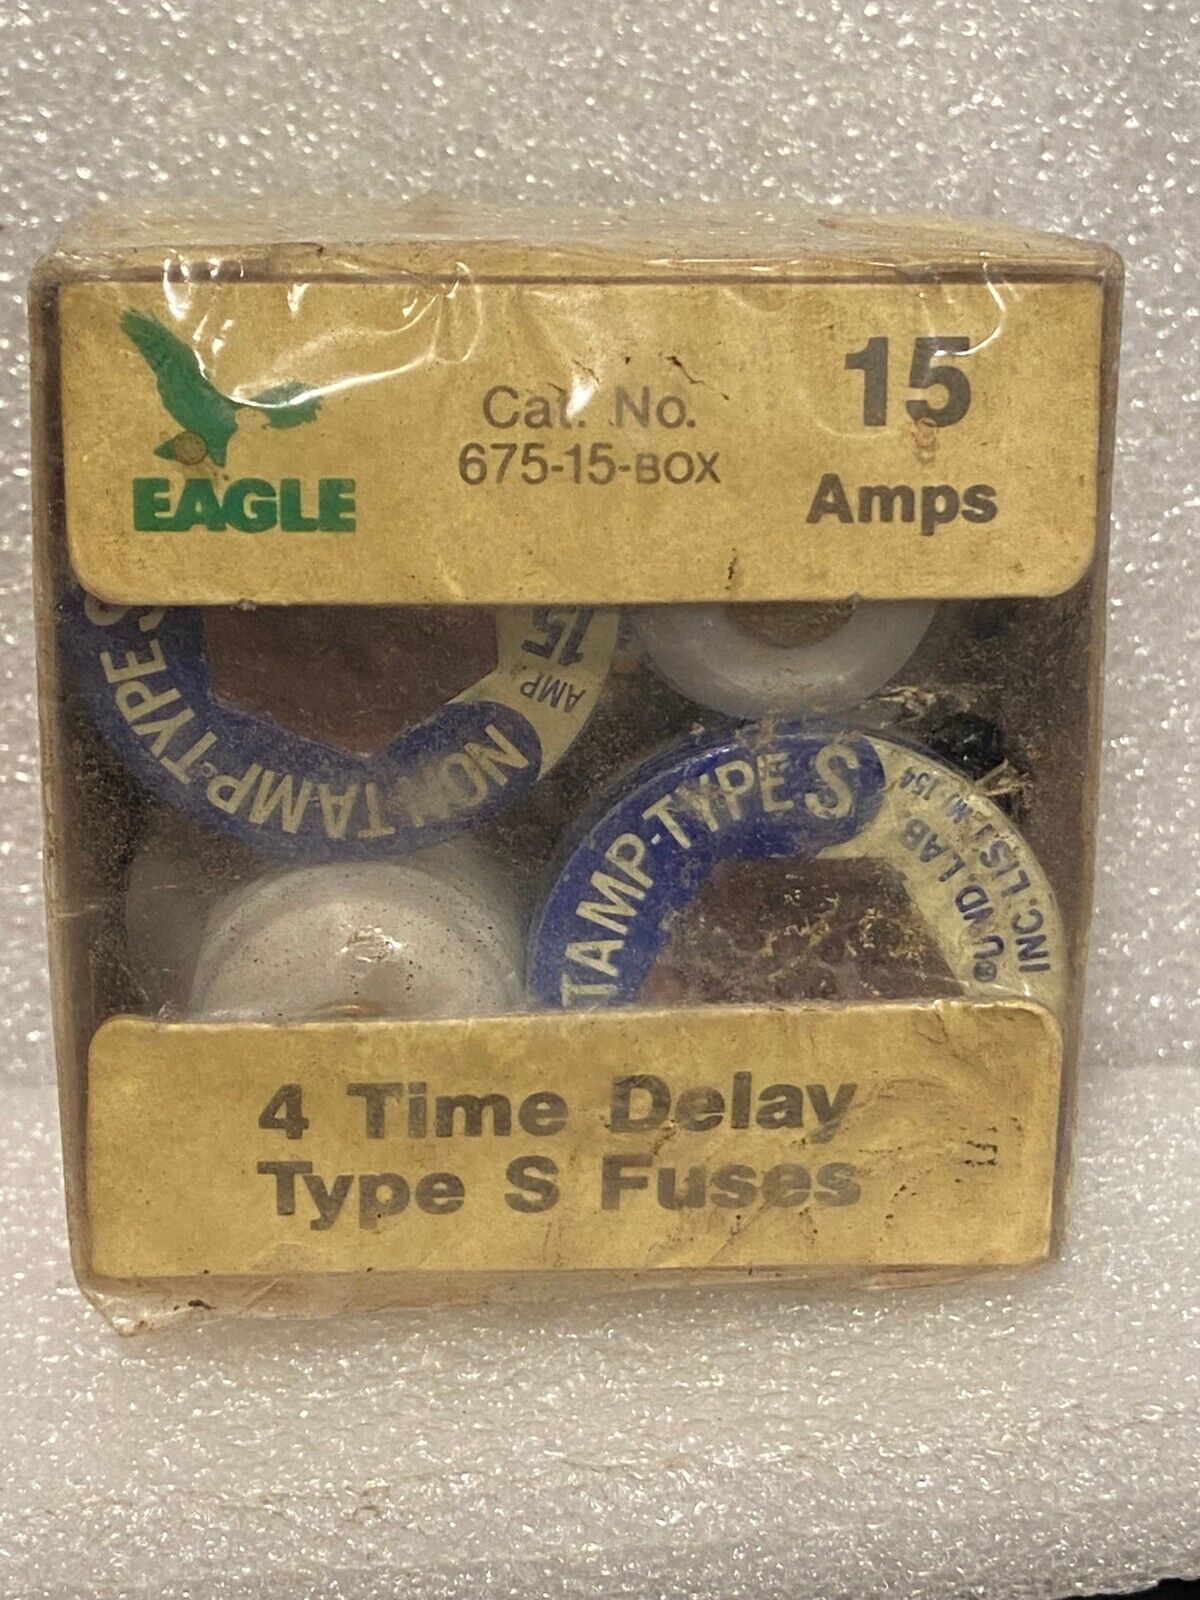 EAGLE
Cat. No.
675-15-BOX
15
Amps
TYPE S
NON TAMP-
15
AMP
TAMP-TYPE S
UND LAB.
INC. LIST.
154
4 Time Delay
Type S Fuses